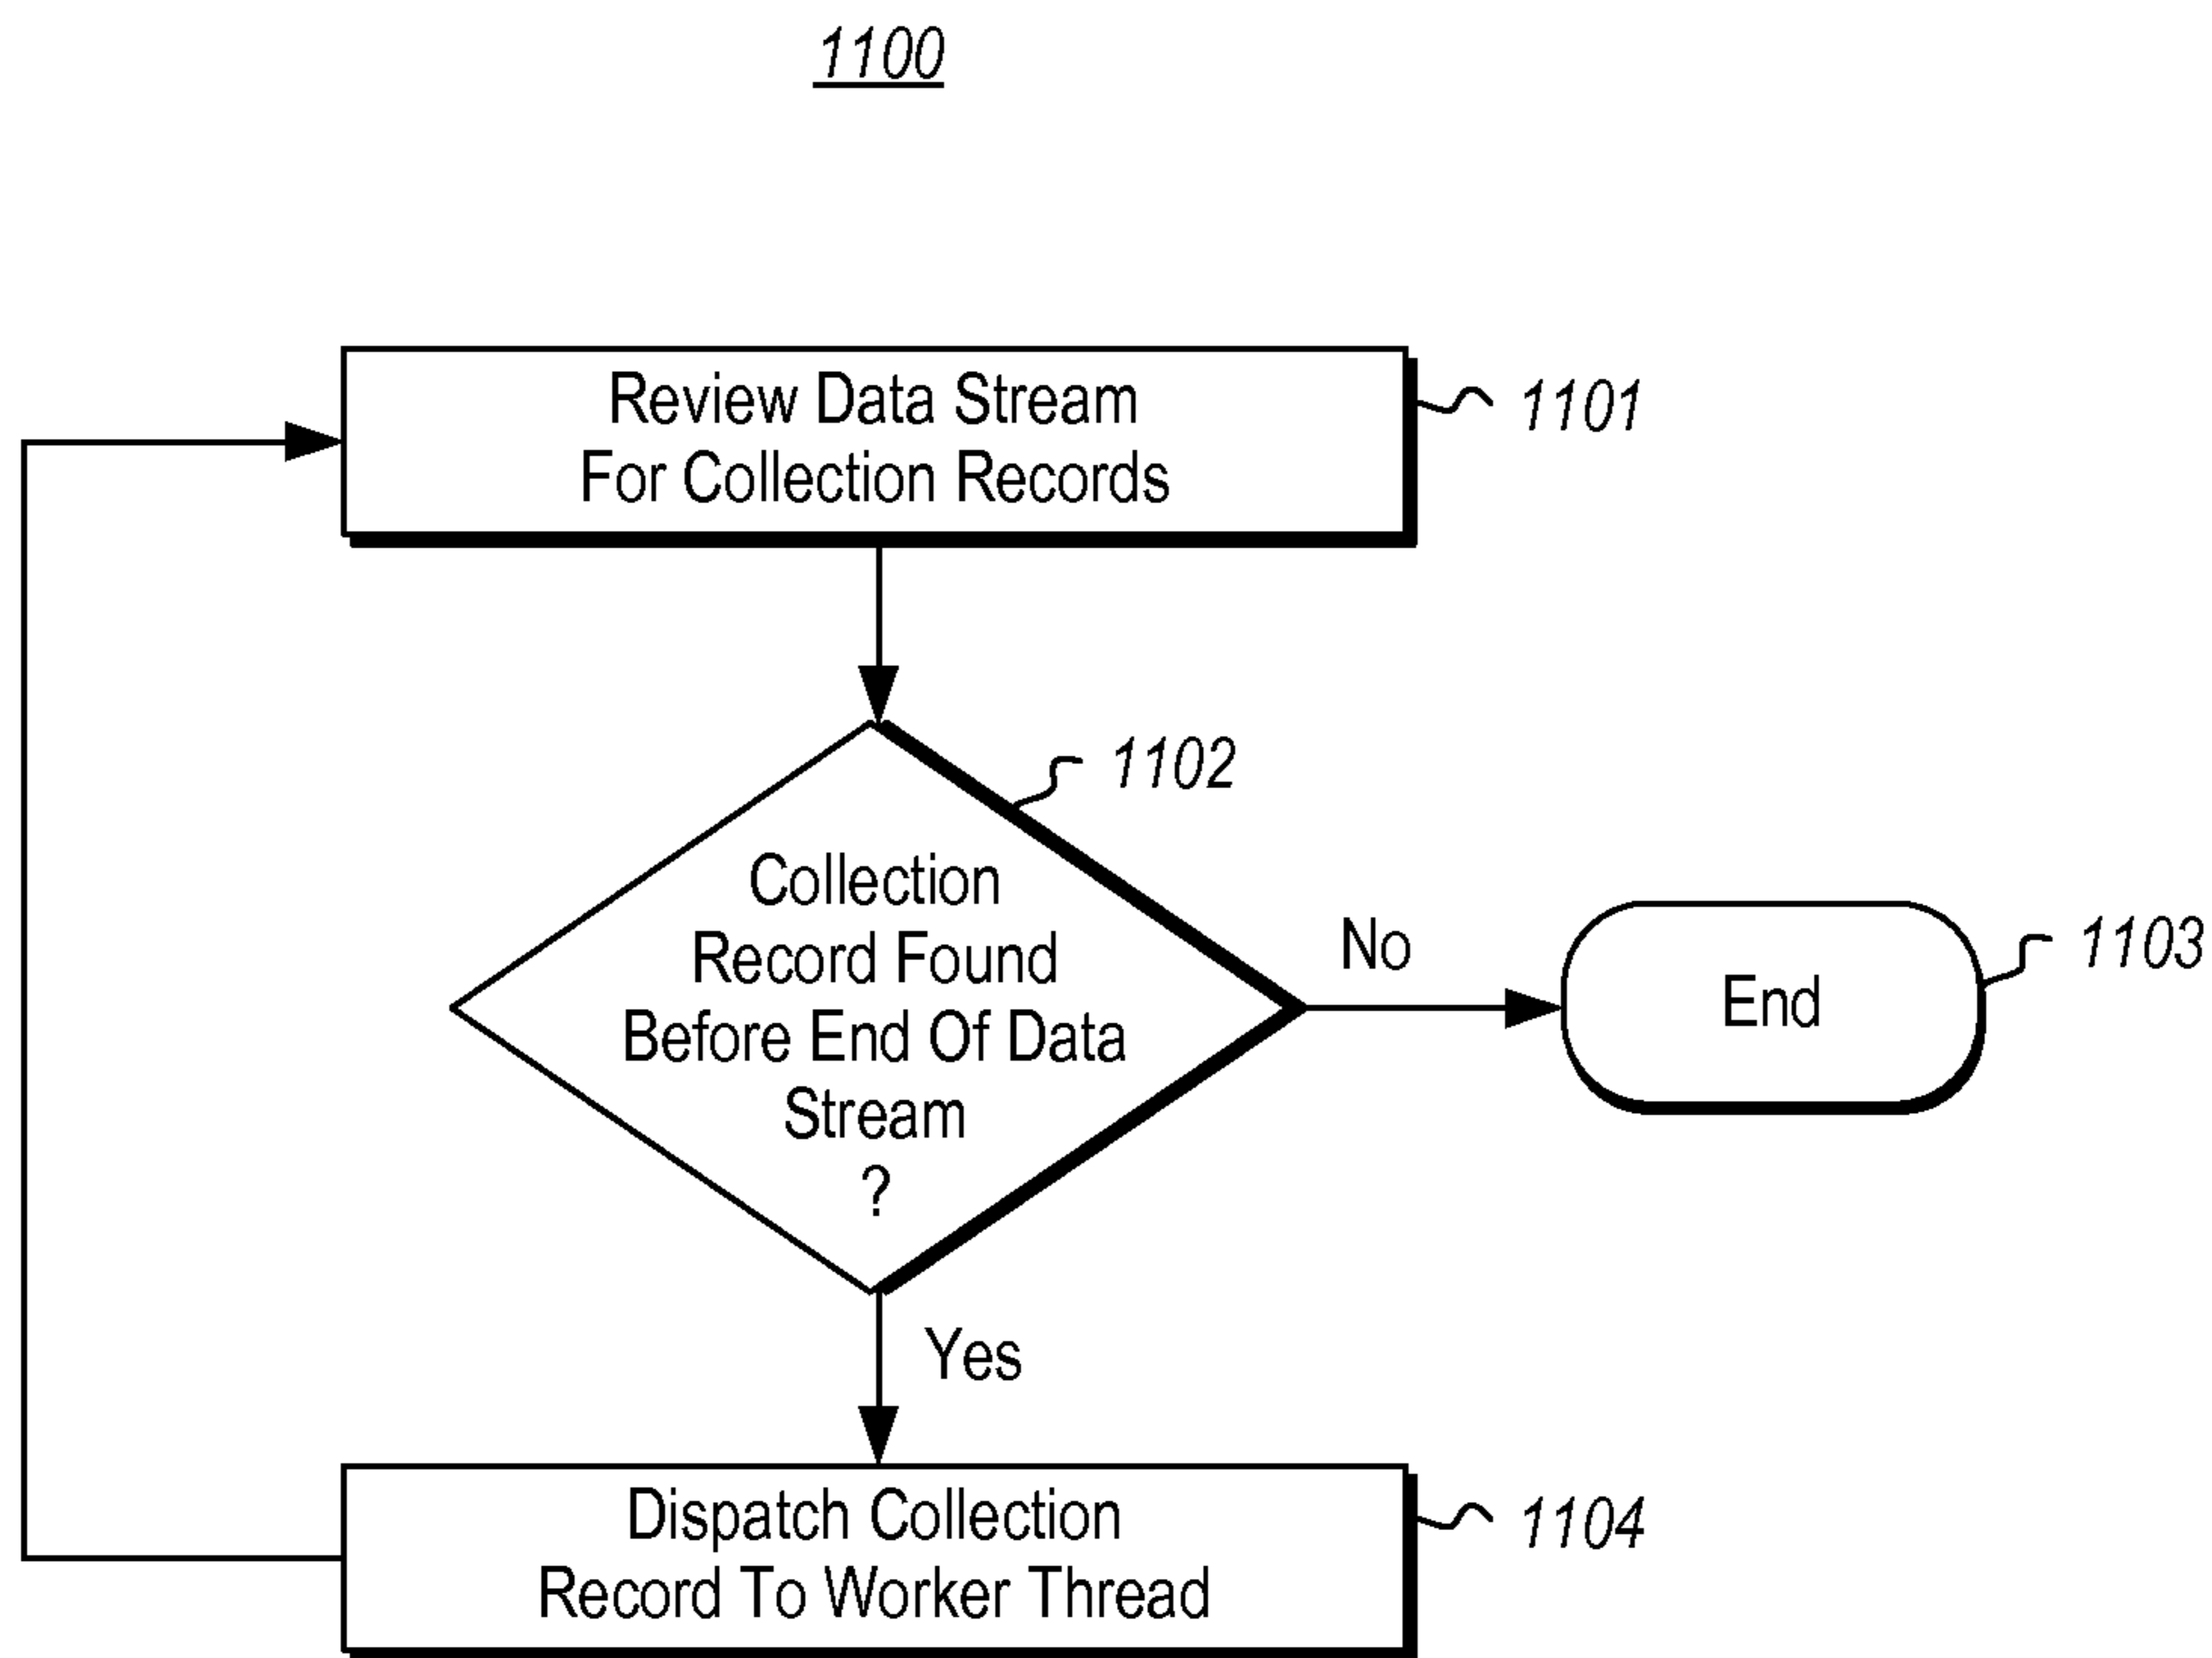 1100
Review Data Stream
For Collection Records
1101
1102
Collection
Record Found
Before End Of Data
Stream
?
No
End
1103
Yes
Dispatch Collection
Record To Worker Thread
1104